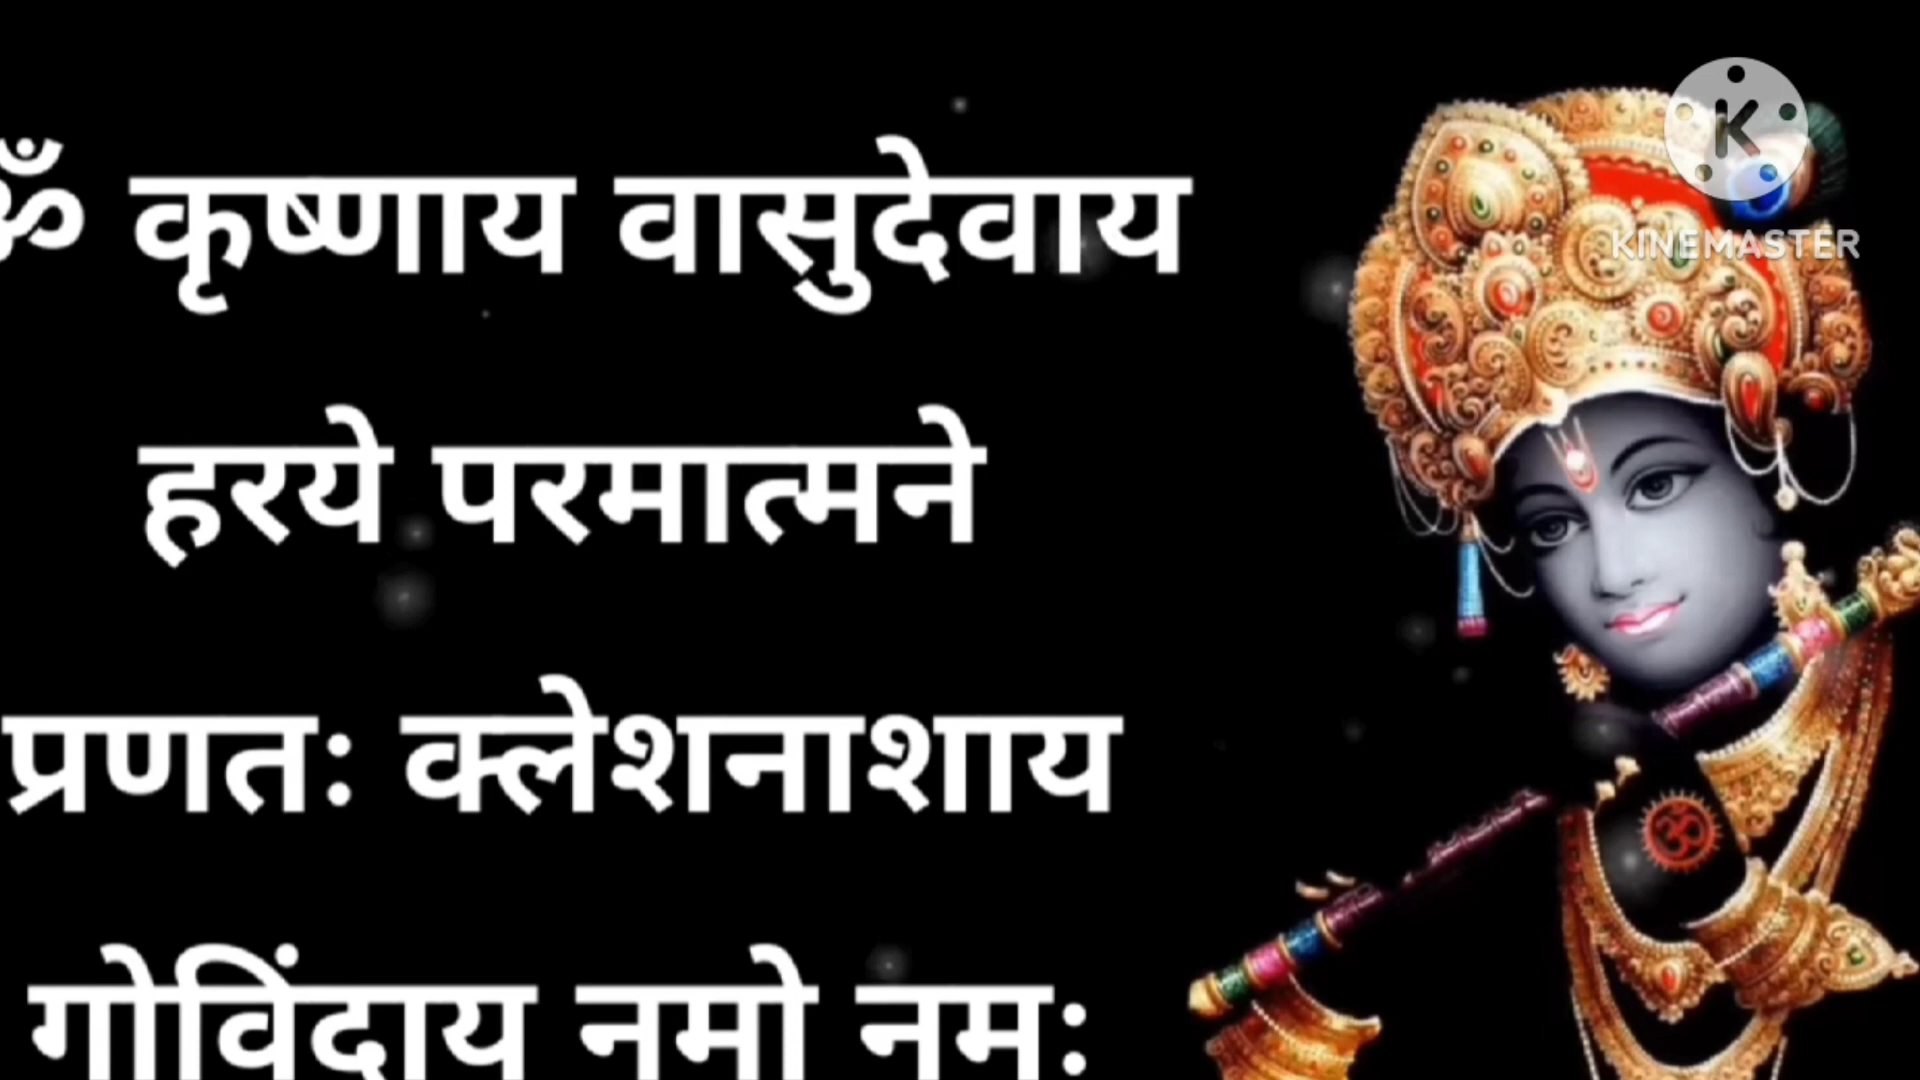 ॐ कृष्णाय वासुदेवाय
हरये परमात्मने
प्रणतः क्लेशनाशाय
गोविंदाय नमो नमः
K
KINEMASTER
ॐ